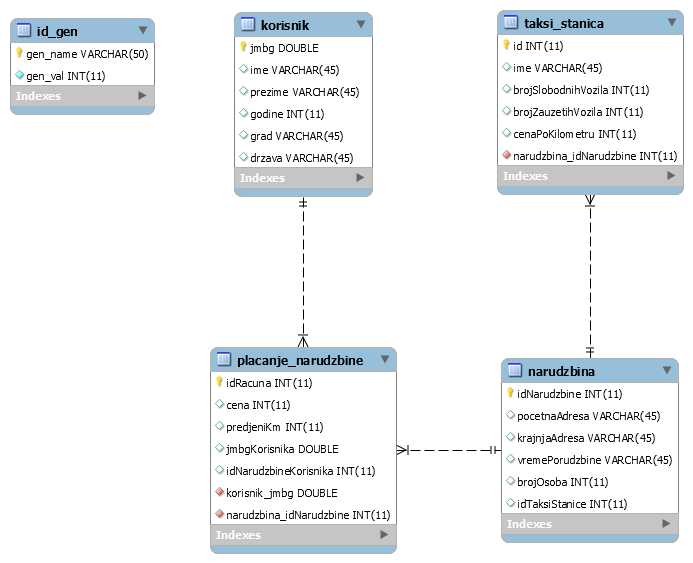 id_gen
gen_name VARCHAR(50)
gen_val INT(11)
Indexes
korisnik
jmbg DOUBLE
ime VARCHAR(45)
prezime VARCHAR(45)
godine INT(11)
grad VARCHAR(45)
drzava VARCHAR(45)
Indexes
taksi_stanica
id INT(11)
ime VARCHAR(45)
brojSlobodnihVozila INT(11)
brojZauzetihVozila INT(11)
cenaPoKilometru INT(11)
narudzbina_idNarudzbine INT(11)
Indexes
placanje_narudzbine
idRacuna INT(11)
cena INT(11)
predjeniKm INT(11)
jmbgKorisnika DOUBLE
idNarudzbineKorisnika INT(11)
korisnik_jmbg DOUBLE
narudzbina_idNarudzbine INT(11)
Indexes
narudzbina
idNarudzbine INT(11)
pocetnaAdresa VARCHAR(45)
krajnjaAdresa VARCHAR(45)
vremePorudzbine VARCHAR(45)
brojOsoba INT(11)
idTaksiStanice INT(11)
Indexes